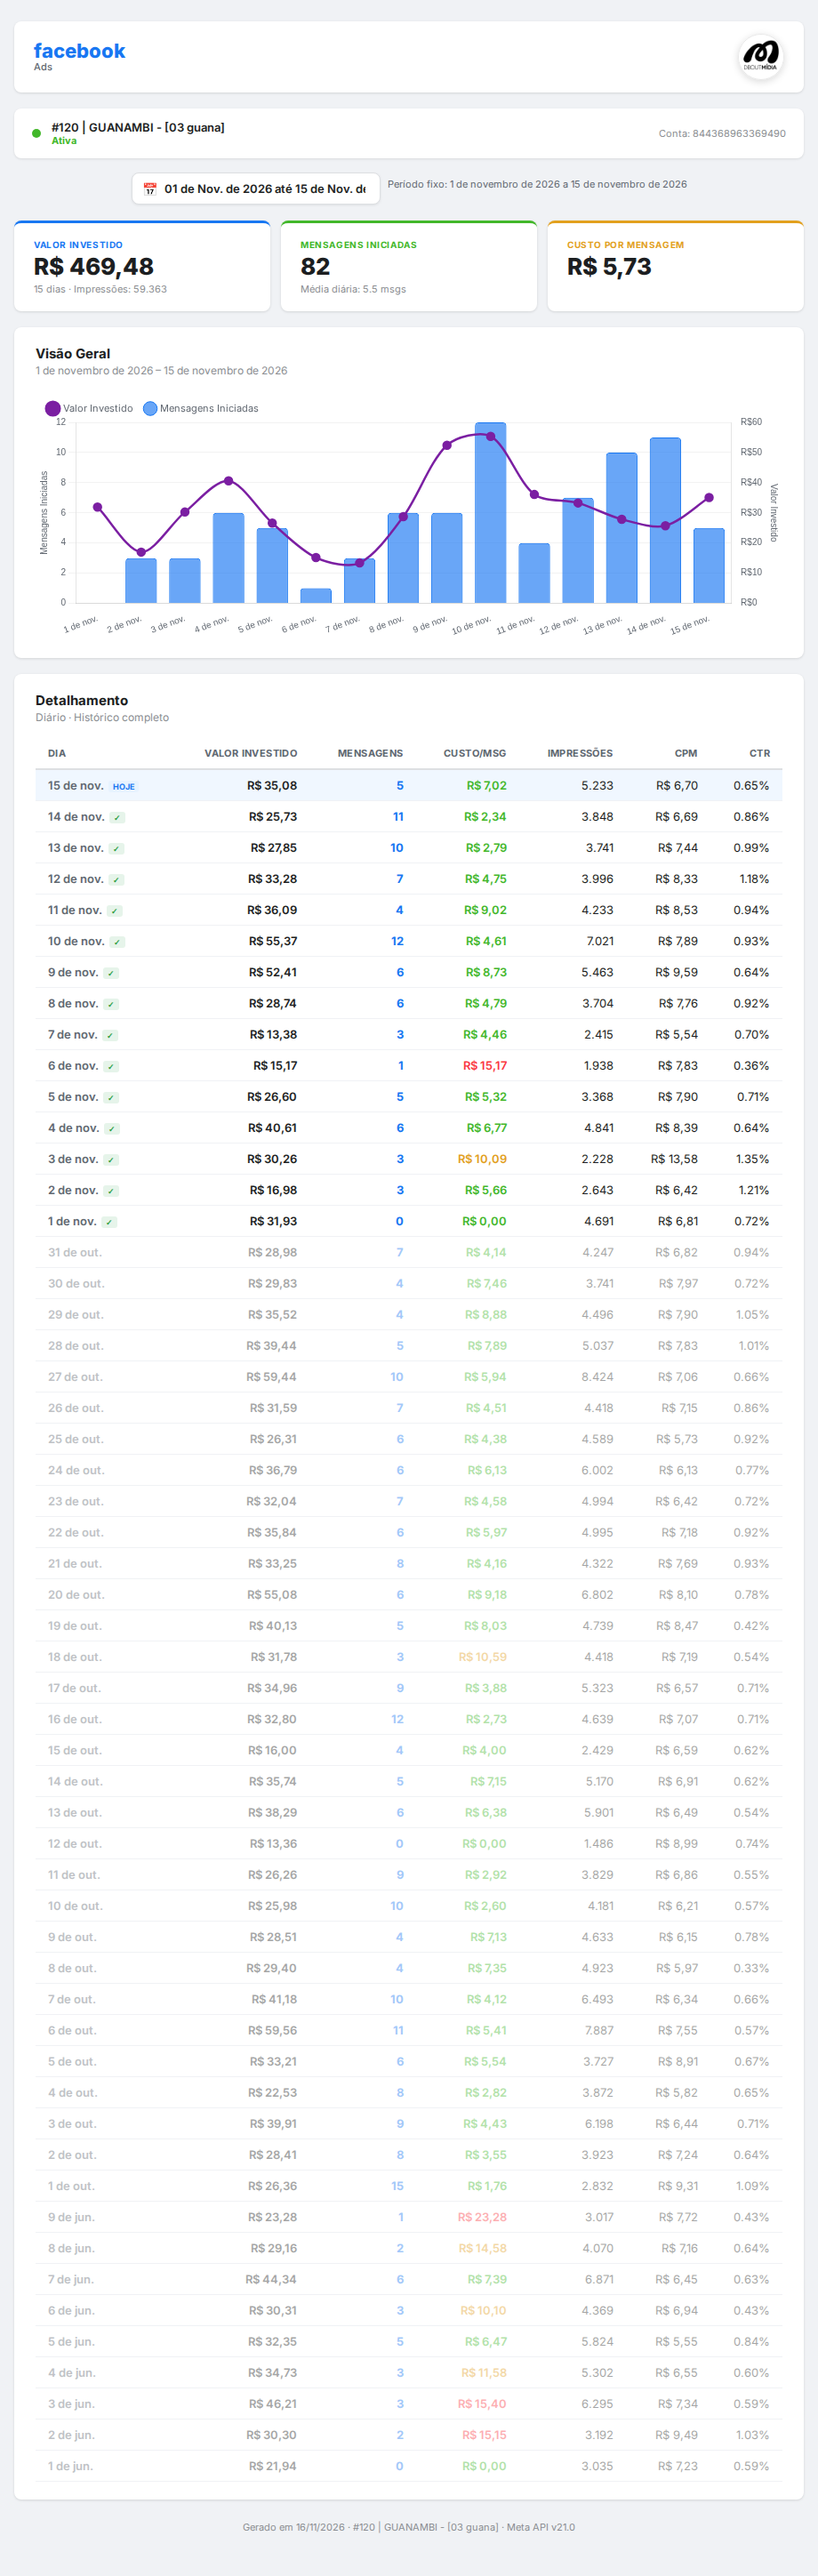 facebook
Ads
DEOUTMÍDIA
#120 | GUANAMBI - [03 guana]
Ativa
Conta: 844368963369490
01 de Nov. de 2026 até 15 de Nov. de
Período fixo: 1 de novembro de 2026 a 15 de novembro de 2026
VALOR INVESTIDO
R$ 469,48
15 dias · Impressões: 59.363
MENSAGENS INICIADAS
82
Média diária: 5.5 msgs
CUSTO POR MENSAGEM
R$ 5,73
Visão Geral
1 de novembro de 2026 – 15 de novembro de 2026
Valor Investido Mensagens Iniciadas
Mensagens Iniciadas
12
10
8
6
4
2
0
R$60
R$50
R$40
R$30
R$20
R$10
R$0
Valor Investido
1 de nov. 2 de nov. 3 de nov. 4 de nov. 5 de nov. 6 de nov. 7 de nov. 8 de nov. 9 de nov. 10 de nov. 11 de nov. 12 de nov. 13 de nov. 14 de nov. 15 de nov.
Detalhamento
Diário · Histórico completo
DIA VALOR INVESTIDO MENSAGENS CUSTO/MSG IMPRESSÕES CPM CTR
15 de nov. HOJE R$ 35,08 5 R$ 7,02 5.233 R$ 6,70 0.65%
14 de nov. ✓ R$ 25,73 11 R$ 2,34 3.848 R$ 6,69 0.86%
13 de nov. ✓ R$ 27,85 10 R$ 2,79 3.741 R$ 7,44 0.99%
12 de nov. ✓ R$ 33,28 7 R$ 4,75 3.996 R$ 8,33 1.18%
11 de nov. ✓ R$ 36,09 4 R$ 9,02 4.233 R$ 8,53 0.94%
10 de nov. ✓ R$ 55,37 12 R$ 4,61 7.021 R$ 7,89 0.93%
9 de nov. ✓ R$ 52,41 6 R$ 8,73 5.463 R$ 9,59 0.64%
8 de nov. ✓ R$ 28,74 6 R$ 4,79 3.704 R$ 7,76 0.92%
7 de nov. ✓ R$ 13,38 3 R$ 4,46 2.415 R$ 5,54 0.70%
6 de nov. ✓ R$ 15,17 1 R$ 15,17 1.938 R$ 7,83 0.36%
5 de nov. ✓ R$ 26,60 5 R$ 5,32 3.368 R$ 7,90 0.71%
4 de nov. ✓ R$ 40,61 6 R$ 6,77 4.841 R$ 8,39 0.64%
3 de nov. ✓ R$ 30,26 3 R$ 10,09 2.228 R$ 13,58 1.35%
2 de nov. ✓ R$ 16,98 3 R$ 5,66 2.643 R$ 6,42 1.21%
1 de nov. ✓ R$ 31,93 0 R$ 0,00 4.691 R$ 6,81 0.72%
31 de out. R$ 28,98 7 R$ 4,14 4.247 R$ 6,82 0.94%
30 de out. R$ 29,83 4 R$ 7,46 3.741 R$ 7,97 0.72%
29 de out. R$ 35,52 4 R$ 8,88 4.496 R$ 7,90 1.05%
28 de out. R$ 39,44 5 R$ 7,89 5.037 R$ 7,83 1.01%
27 de out. R$ 59,44 10 R$ 5,94 8.424 R$ 7,06 0.66%
26 de out. R$ 31,59 7 R$ 4,51 4.418 R$ 7,15 0.86%
25 de out. R$ 26,31 6 R$ 4,38 4.589 R$ 5,73 0.92%
24 de out. R$ 36,79 6 R$ 6,13 6.002 R$ 6,13 0.77%
23 de out. R$ 32,04 7 R$ 4,58 4.994 R$ 6,42 0.72%
22 de out. R$ 35,84 6 R$ 5,97 4.995 R$ 7,18 0.92%
21 de out. R$ 33,25 8 R$ 4,16 4.322 R$ 7,69 0.93%
20 de out. R$ 55,08 6 R$ 9,18 6.802 R$ 8,10 0.78%
19 de out. R$ 40,13 5 R$ 8,03 4.739 R$ 8,47 0.42%
18 de out. R$ 31,78 3 R$ 10,59 4.418 R$ 7,19 0.54%
17 de out. R$ 34,96 9 R$ 3,88 5.323 R$ 6,57 0.71%
16 de out. R$ 32,80 12 R$ 2,73 4.639 R$ 7,07 0.71%
15 de out. R$ 16,00 4 R$ 4,00 2.429 R$ 6,59 0.62%
14 de out. R$ 35,74 5 R$ 7,15 5.170 R$ 6,91 0.62%
13 de out. R$ 38,29 6 R$ 6,38 5.901 R$ 6,49 0.54%
12 de out. R$ 13,36 0 R$ 0,00 1.486 R$ 8,99 0.74%
11 de out. R$ 26,26 9 R$ 2,92 3.829 R$ 6,86 0.55%
10 de out. R$ 25,98 10 R$ 2,60 4.181 R$ 6,21 0.57%
9 de out. R$ 28,51 4 R$ 7,13 4.633 R$ 6,15 0.78%
8 de out. R$ 29,40 4 R$ 7,35 4.923 R$ 5,97 0.33%
7 de out. R$ 41,18 10 R$ 4,12 6.493 R$ 6,34 0.66%
6 de out. R$ 59,56 11 R$ 5,41 7.887 R$ 7,55 0.57%
5 de out. R$ 33,21 6 R$ 5,54 3.727 R$ 8,91 0.67%
4 de out. R$ 22,53 8 R$ 2,82 3.872 R$ 5,82 0.65%
3 de out. R$ 39,91 9 R$ 4,43 6.198 R$ 6,44 0.71%
2 de out. R$ 28,41 8 R$ 3,55 3.923 R$ 7,24 0.64%
1 de out. R$ 26,36 15 R$ 1,76 2.832 R$ 9,31 1.09%
9 de jun. R$ 23,28 1 R$ 23,28 3.017 R$ 7,72 0.43%
8 de jun. R$ 29,16 2 R$ 14,58 4.070 R$ 7,16 0.64%
7 de jun. R$ 44,34 6 R$ 7,39 6.871 R$ 6,45 0.63%
6 de jun. R$ 30,31 3 R$ 10,10 4.369 R$ 6,94 0.43%
5 de jun. R$ 32,35 5 R$ 6,47 5.824 R$ 5,55 0.84%
4 de jun. R$ 34,73 3 R$ 11,58 5.302 R$ 6,55 0.60%
3 de jun. R$ 46,21 3 R$ 15,40 6.295 R$ 7,34 0.59%
2 de jun. R$ 30,30 2 R$ 15,15 3.192 R$ 9,49 1.03%
1 de jun. R$ 21,94 0 R$ 0,00 3.035 R$ 7,23 0.59%
Gerado em 16/11/2026 · #120 | GUANAMBI - [03 guana] · Meta API v21.0